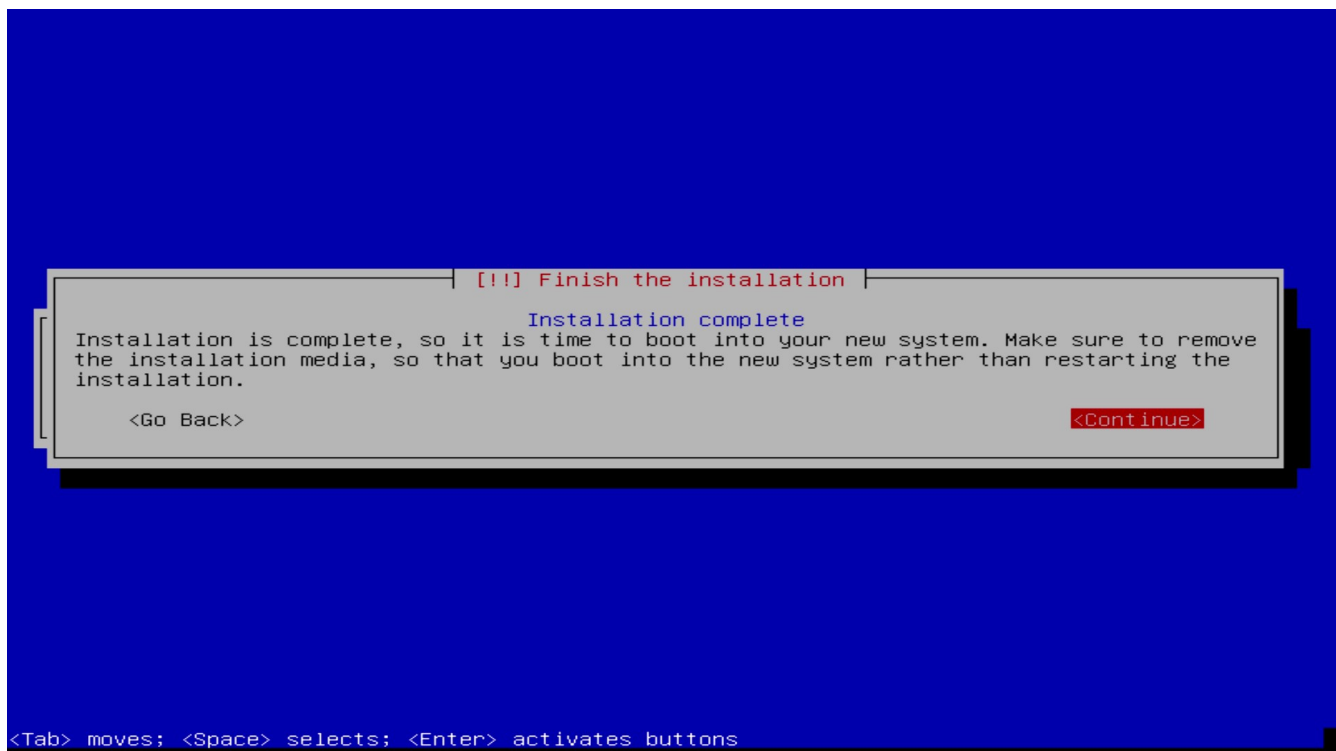 [!!] Finish the installation
Installation complete
Installation is complete, so it is time to boot into your new system. Make sure to remove
the installation media, so that you boot into the new system rather than restarting the
installation.
<Go Back> <Continue>
<Tab> moves; <Space> selects; <Enter> activates buttons